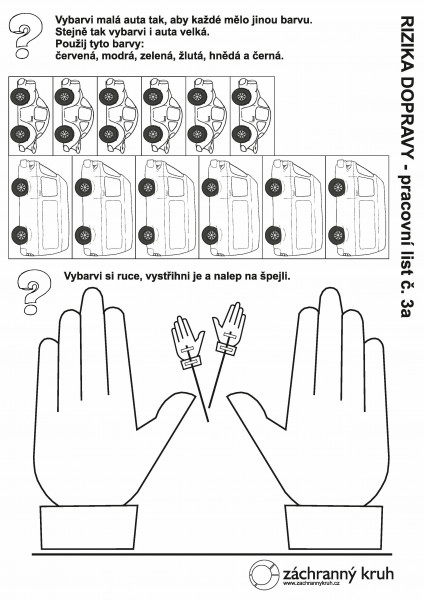 Vybarvi malá auta tak, aby každé mělo jinou barvu.
Stejně tak vybarvi i auta velká.
Použij tyto barvy:
červená, modrá, zelená, žlutá, hnědá a černá.
RIZIKA DOPRAVY - pracovní list č. 3a
Vybarvi si ruce, vystřihni je a nalep na špejli.
záchranný kruh
www.zachrannykruh.cz